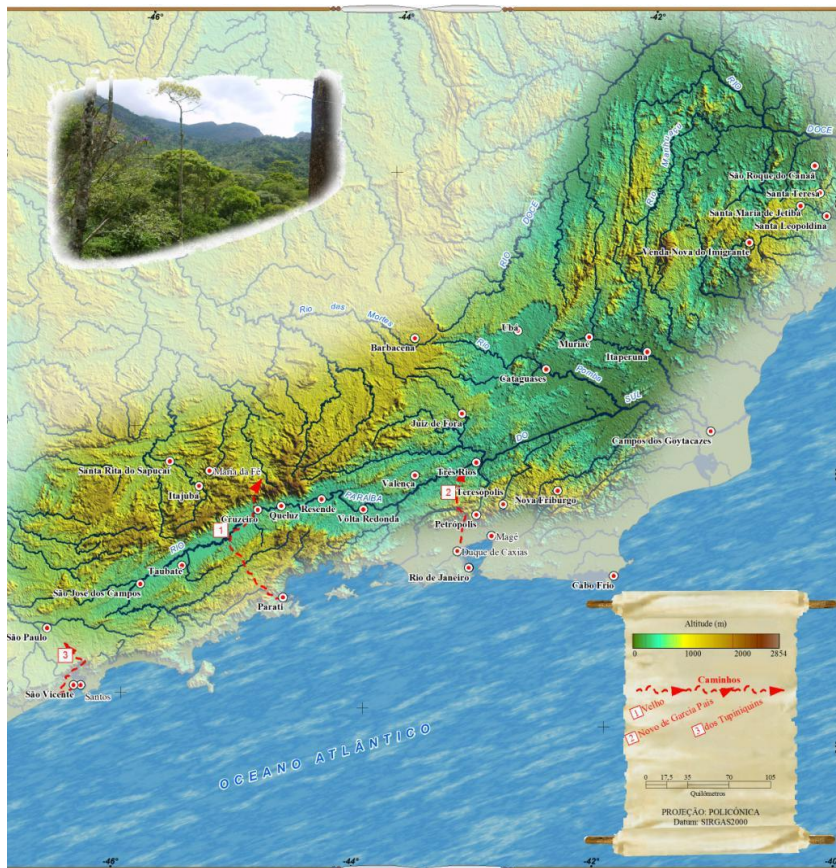 -46°
-44°
-42°
RIO
DOCE
Rio Manhuaçu
São Roque do Canaã
Santa Teresa
Santa Maria de Jetibá
Santa Leopoldina
Venda Nova do Imigrante
RIO DOCE
Rio das Mortes
Barbacena
Ubá
Muriaé
Itaperuna
Rio Pomba
Cataguases
Juiz de Fora
DO
SUL
Campos dos Goytacazes
Santa Rita do Sapucaí
Maria da Fé
Itajubá
Três Rios
Valença
2
Teresópolis
Nova Friburgo
Cruzeiro
Queluz
Resende
PARAÍBA
Volta Redonda
Petrópolis
1
Magé
RIO
Duque de Caxias
Taubaté
Rio de Janeiro
São José dos Campos
Cabo Frio
Parati
São Paulo
3
São Vicente
Santos
OCEANO ATLÂNTICO
Altitude (m)
0 1000 2000 2854
Caminhos
1 Velho
2 Novo de Garcia Pais
3 dos Tupiniquins
0 17,5 35 70 105
Quilômetros
PROJEÇÃO: POLICÔNICA
Datum: SIRGAS2000
-46°
-44°
-42°